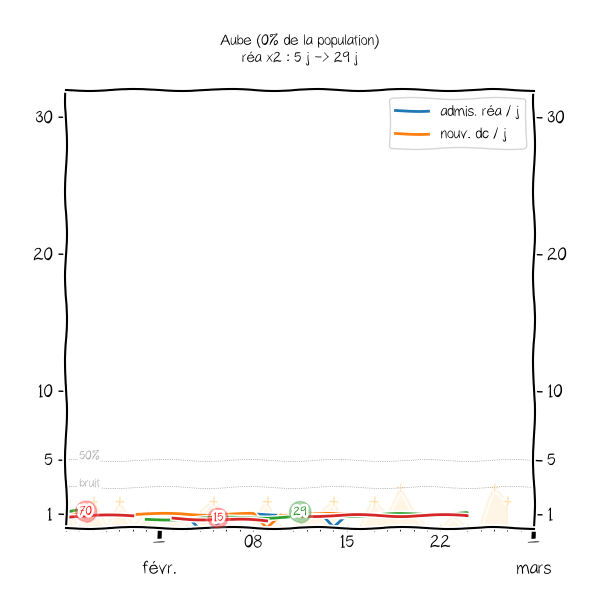 Aube (0% de la population)
réa x2 : 5 j -> 29 j
admis. réa / j
nouv. dc / j
30
30
20
20
10
10
5
50%
5
bruit
1
70
15
29
1
08
15
22
févr.
mars